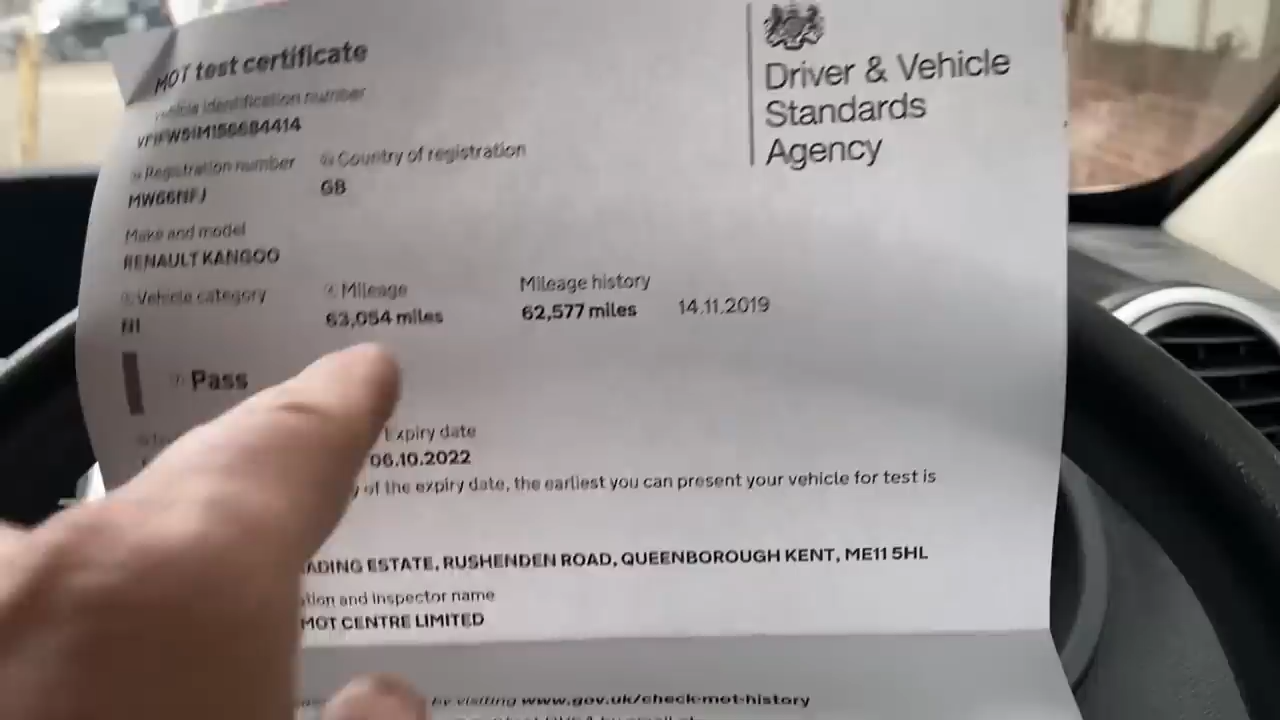 MOT test certificate
Driver & Vehicle
Standards
Agency
Vehicle identification number
Registration number
Country of registration
MW66NFJ
GB
Make and model
RENAULT KANGOO
Vehicle category
Mileage
Mileage history
N1
63,054 miles
62,577 miles
14.11.2019
Pass
Expiry date
06.10.2022
of the expiry date, the earliest you can present your vehicle for test is
ADING ESTATE, RUSHENDEN ROAD, QUEENBOROUGH KENT, ME11 5HL
and inspector name
MOT CENTRE LIMITED
by visiting www.gov.uk/check-mot-history